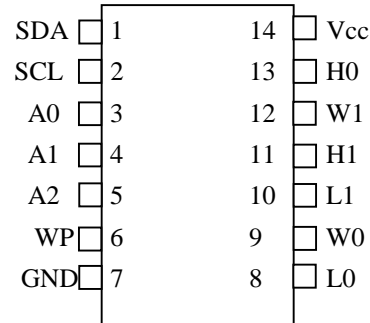 SDA 1 14 Vcc
SCL 2 13 H0
A0 3 12 W1
A1 4 11 H1
A2 5 10 L1
WP 6 9 W0
GND 7 8 L0